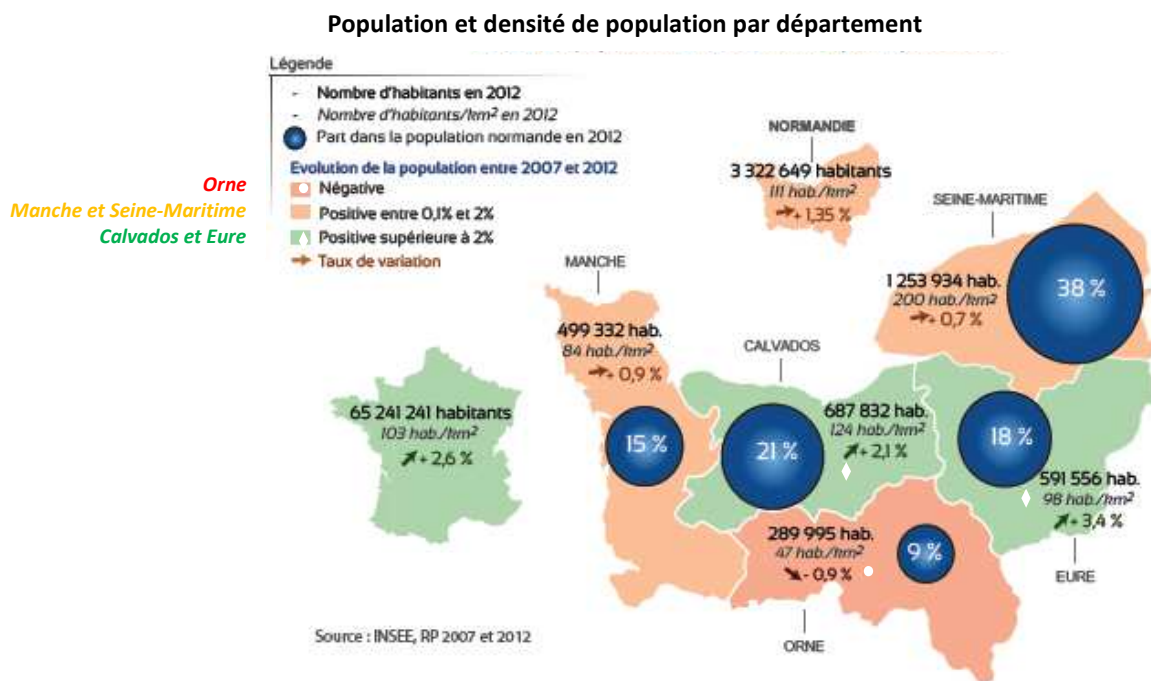 Population et densité de population par département
Légende
- Nombre d'habitants en 2012
- Nombre d'habitants/km² en 2012
Part dans la population normande en 2012
Evolution de la population entre 2007 et 2012
Orne
Négative
Manche et Seine-Maritime
Positive entre 0,1% et 2%
Calvados et Eure
Positive supérieure à 2%
Taux de variation
NORMANDIE
3 322 649 habitants
111 hab./km²
+ 1,35 %
SEINE-MARITIME
1 253 934 hab.
200 hab./km²
+ 0,7 %
38 %
MANCHE
499 332 hab.
84 hab./km²
+ 0,9 %
15 %
CALVADOS
687 832 hab.
124 hab./km²
+ 2,1 %
21 %
18 %
591 556 hab.
98 hab./km²
+ 3,4 %
EURE
65 241 241 habitants
103 hab./km²
+ 2,6 %
289 995 hab.
47 hab./km²
- 0,9 %
9 %
ORNE
Source : INSEE, RP 2007 et 2012